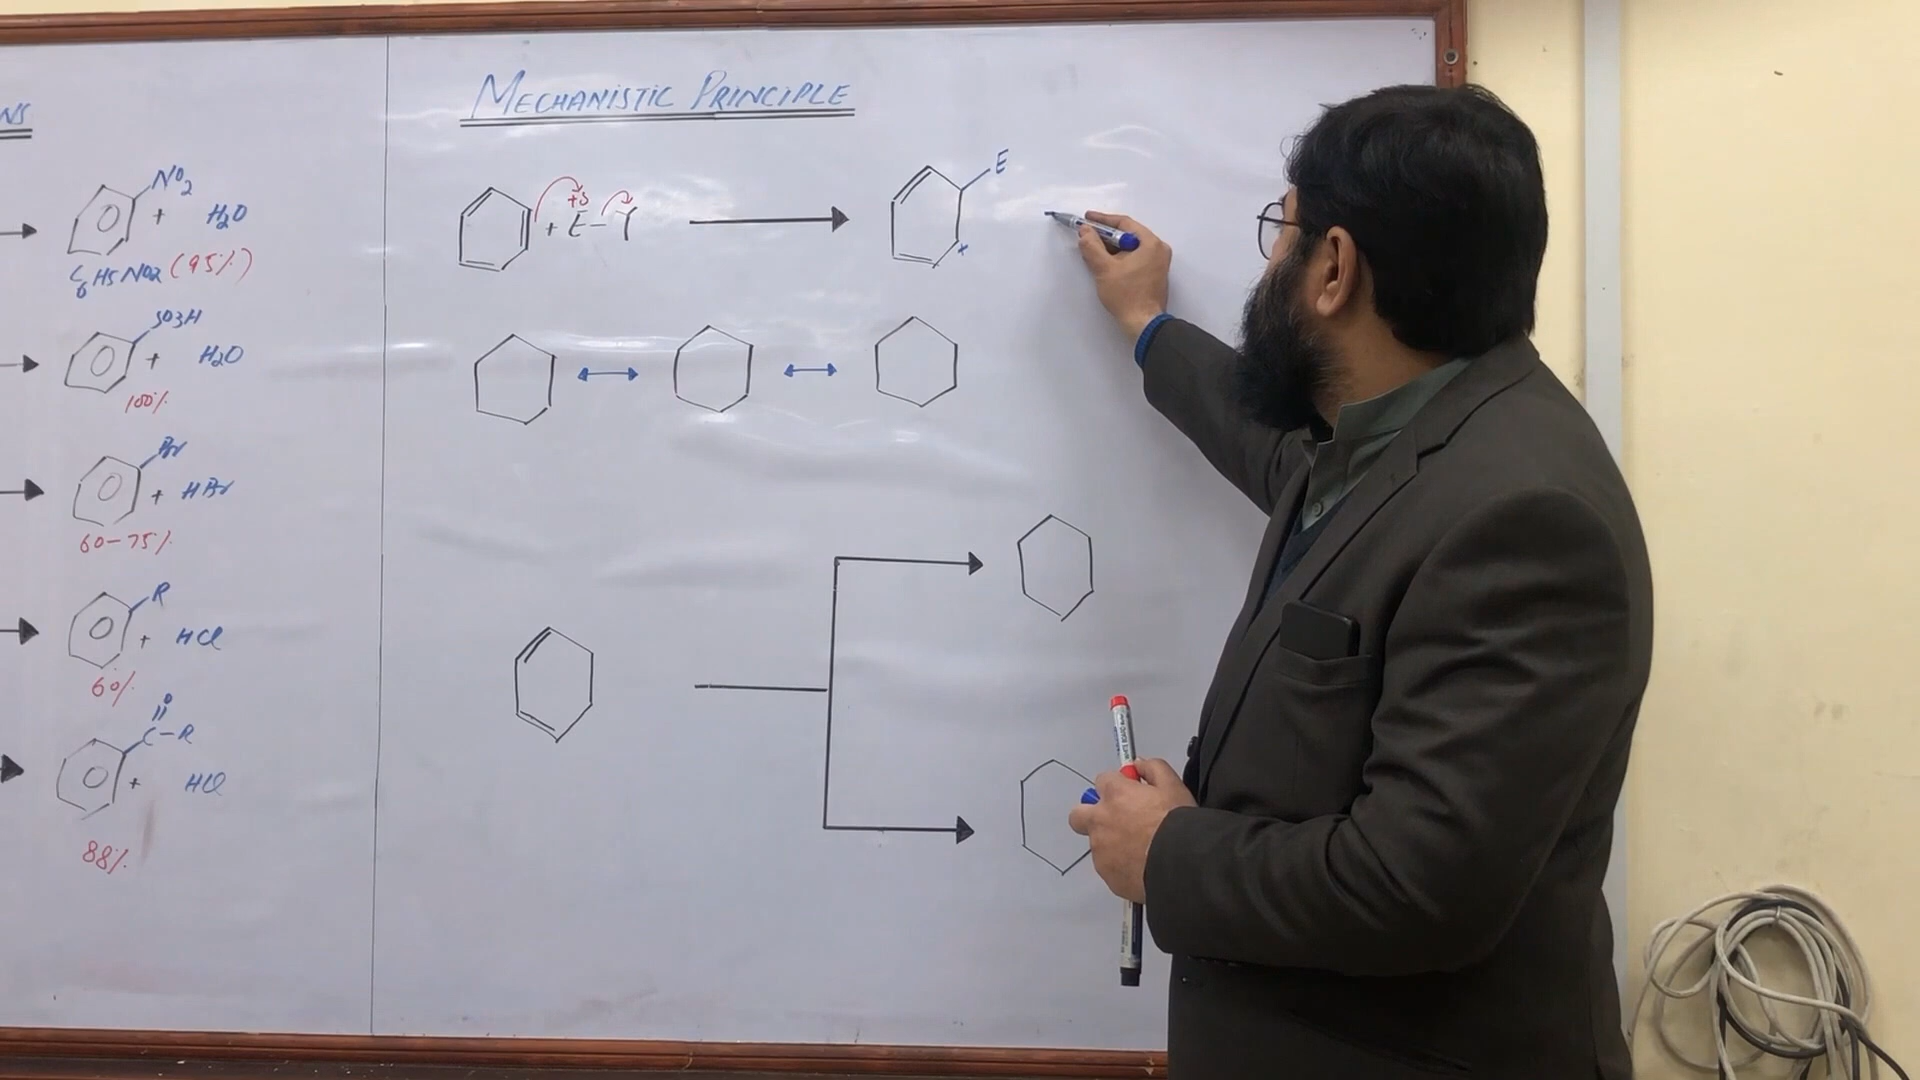 NS
NO2
+ H2O
C6H5NO2 (95%)
SO3H
+ H2O
100%
Br
+ HBr
60-75%
R
+ HCl
60%
O
C-R
+ HCl
88%
MECHANISTIC PRINCIPLE
+δ
+ E-Y
E
+